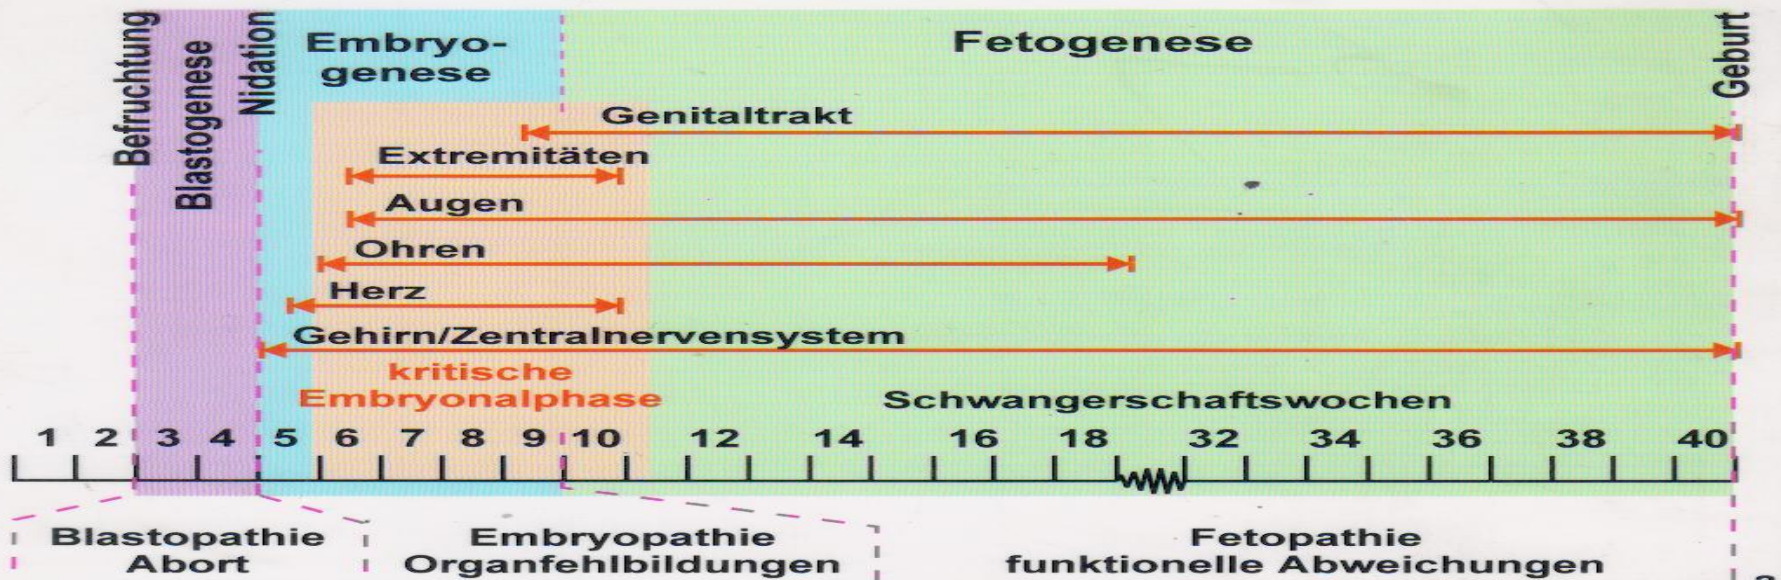 Befruchtung
Blastogenese
Nidation
Embryo-
genese
Fetogenese
Geburt
Genitaltrakt
Extremitäten
Augen
Ohren
Herz
Gehirn/Zentralnervensystem
kritische
Embryonalphase
Schwangerschaftswochen
1 2 3 4 5 6 7 8 9 10 12 14 16 18 32 34 36 38 40
Blastopathie
Abort
Embryopathie
Organfehlbildungen
Fetopathie
funktionelle Abweichungen